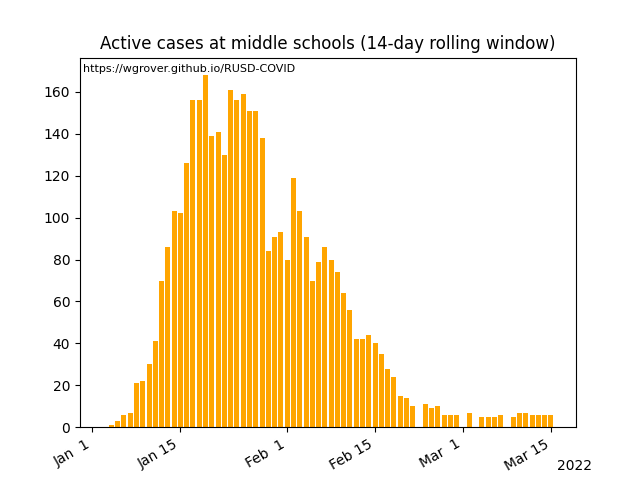 Active cases at middle schools (14-day rolling window)
https://wgrover.github.io/RUSD-COVID
160
140
120
100
80
60
40
20
0
Jan 1
Jan 15
Feb 1
Feb 15
Mar 1
Mar 15
2022